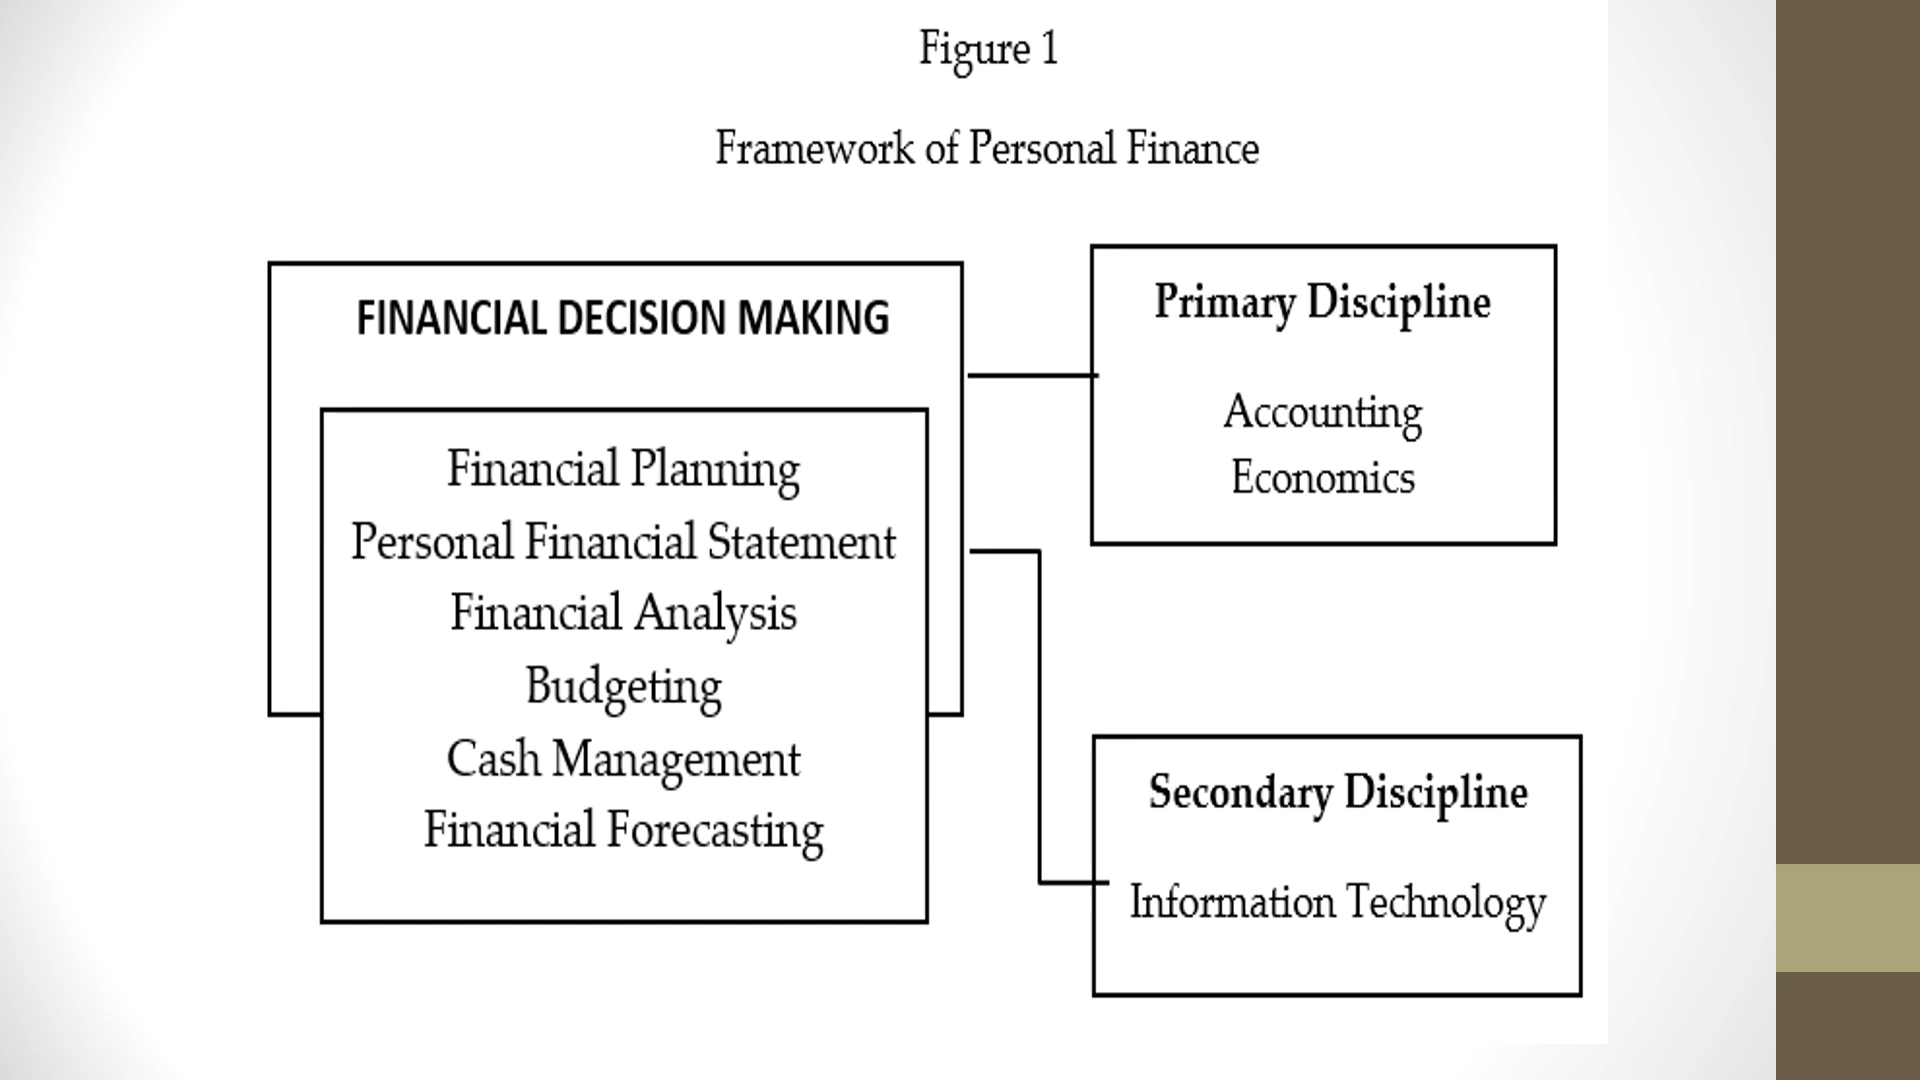 Figure 1
Framework of Personal Finance
FINANCIAL DECISION MAKING
Financial Planning
Personal Financial Statement
Financial Analysis
Budgeting
Cash Management
Financial Forecasting
Primary Discipline
Accounting
Economics
Secondary Discipline
Information Technology